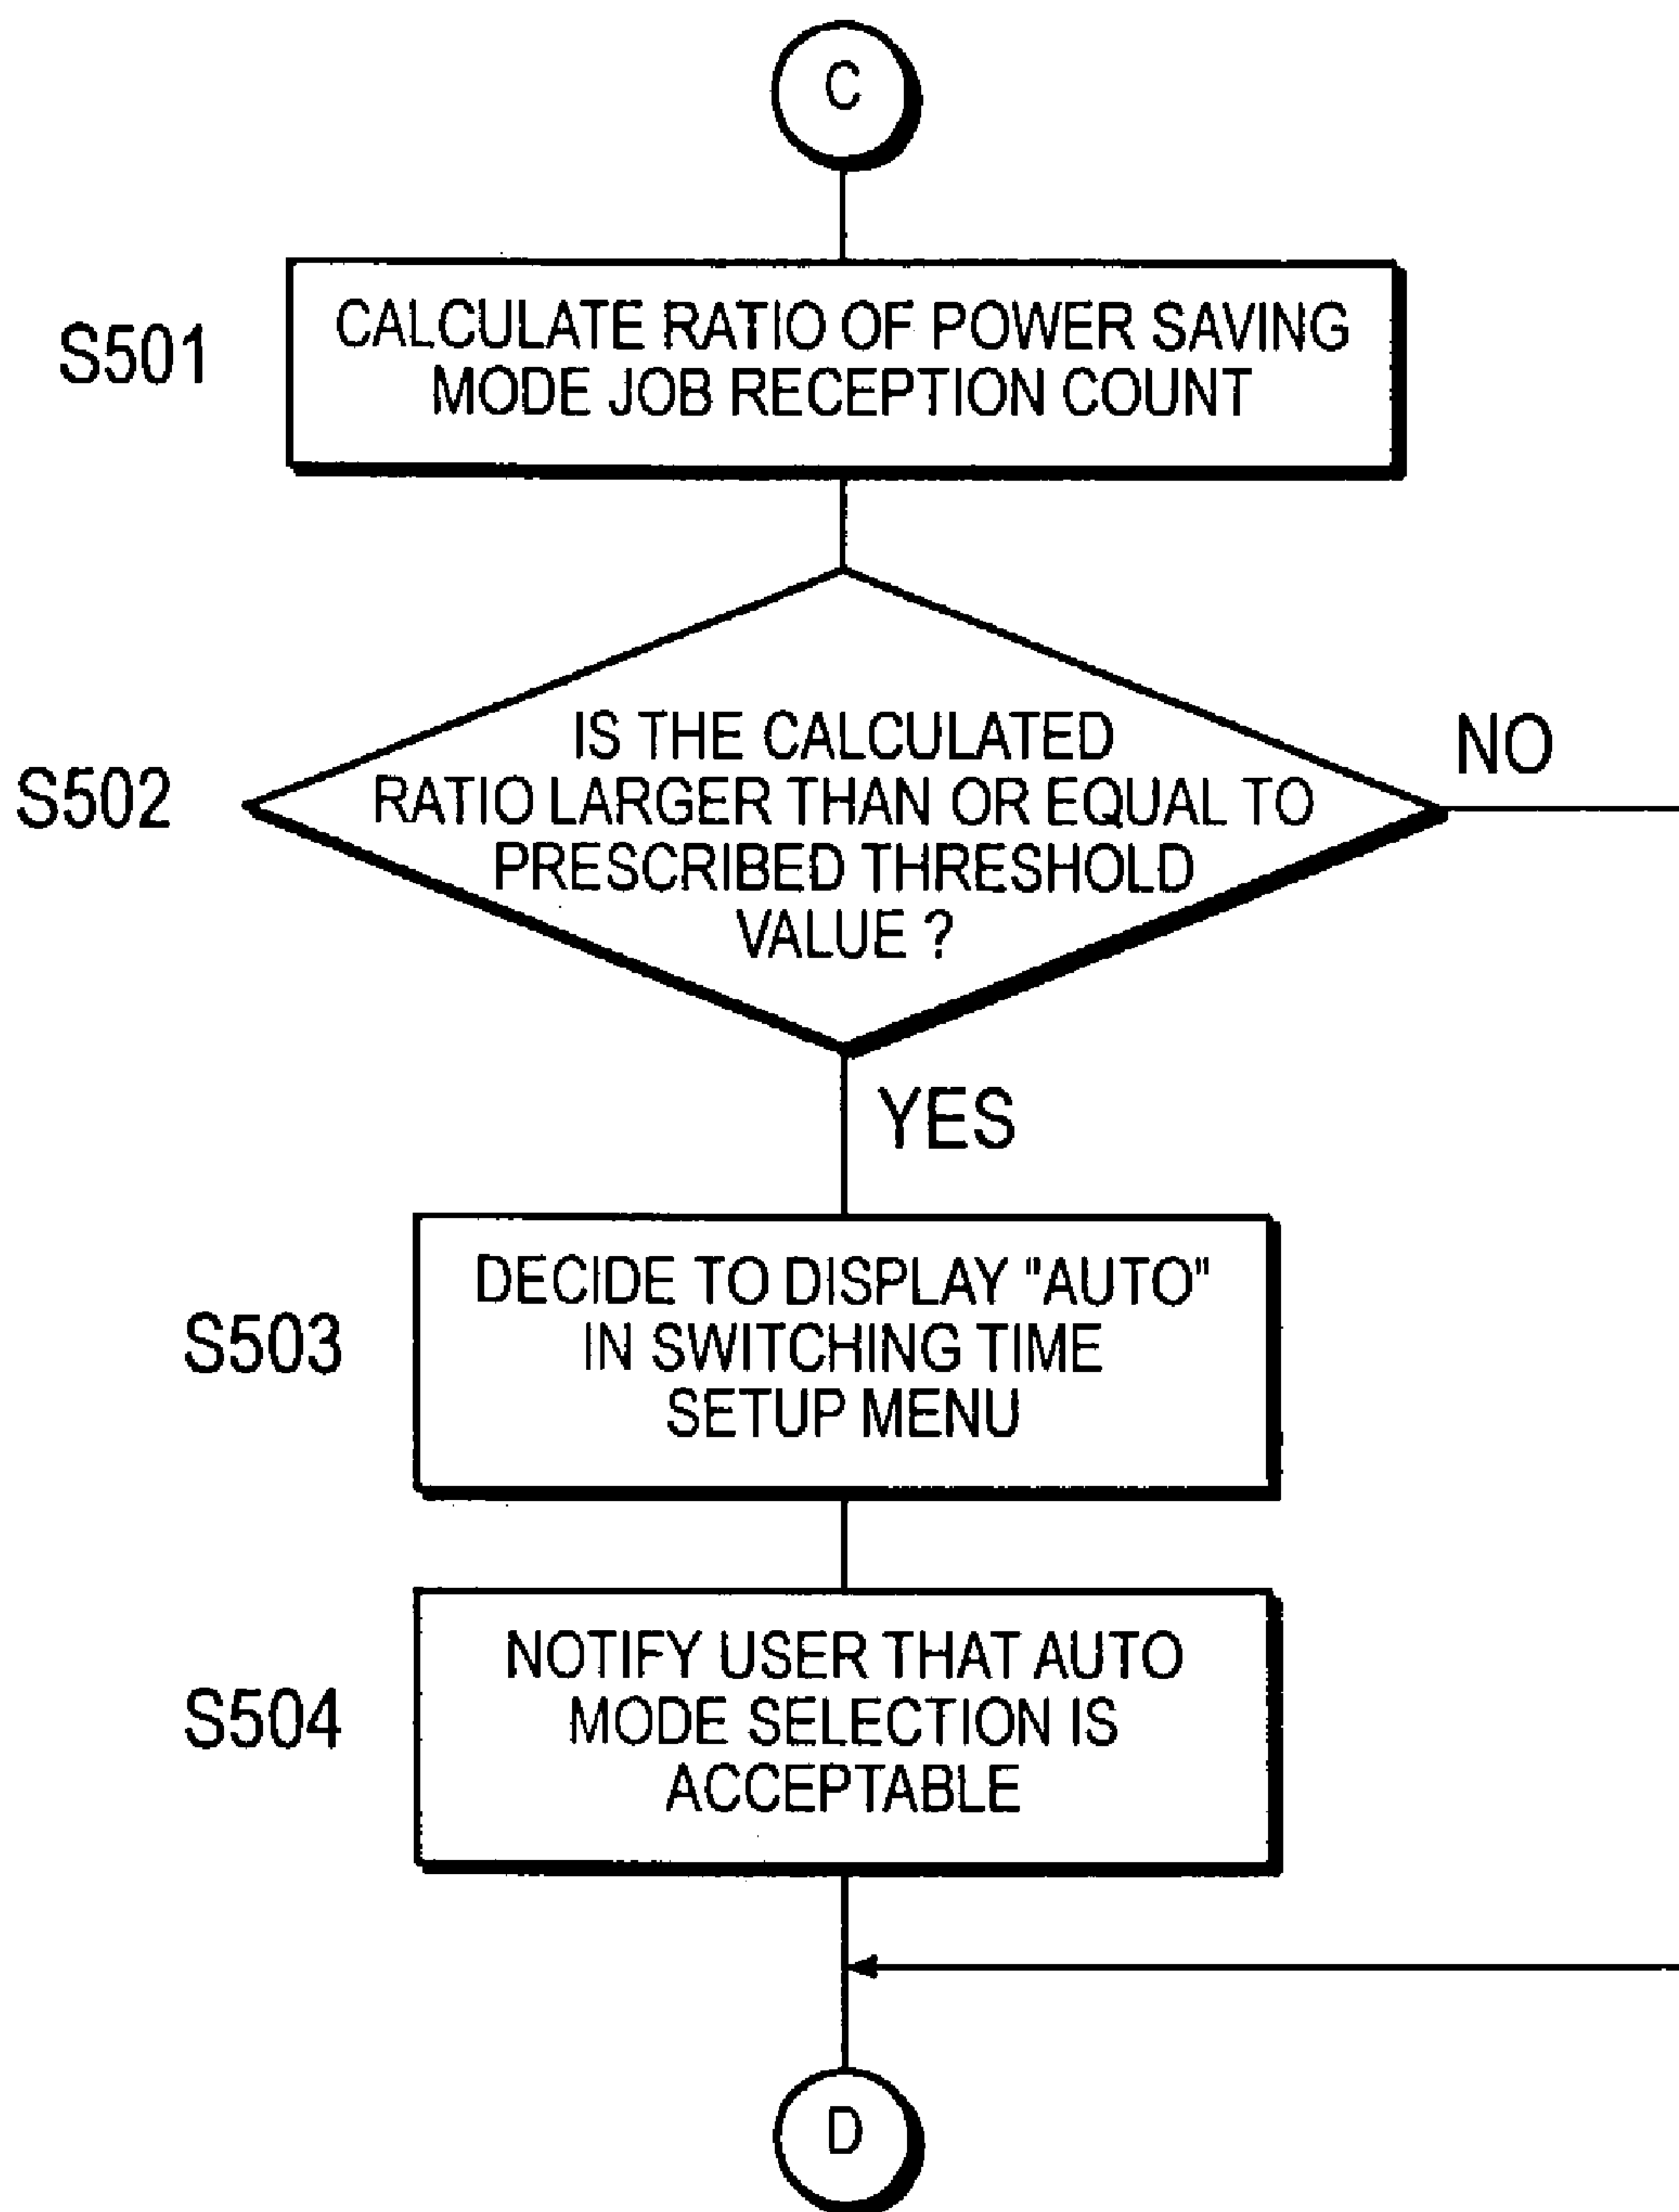 C
S501
CALCULATE RATIO OF POWER SAVING
MODE JOB RECEPTION COUNT
S502
IS THE CALCULATED
RATIO LARGER THAN OR EQUAL TO
PRESCRIBED THRESHOLD
VALUE ?
NO
YES
S503
DECIDE TO DISPLAY "AUTO"
IN SWITCHING TIME
SETUP MENU
S504
NOTIFY USER THAT AUTO
MODE SELECTION IS
ACCEPTABLE
D